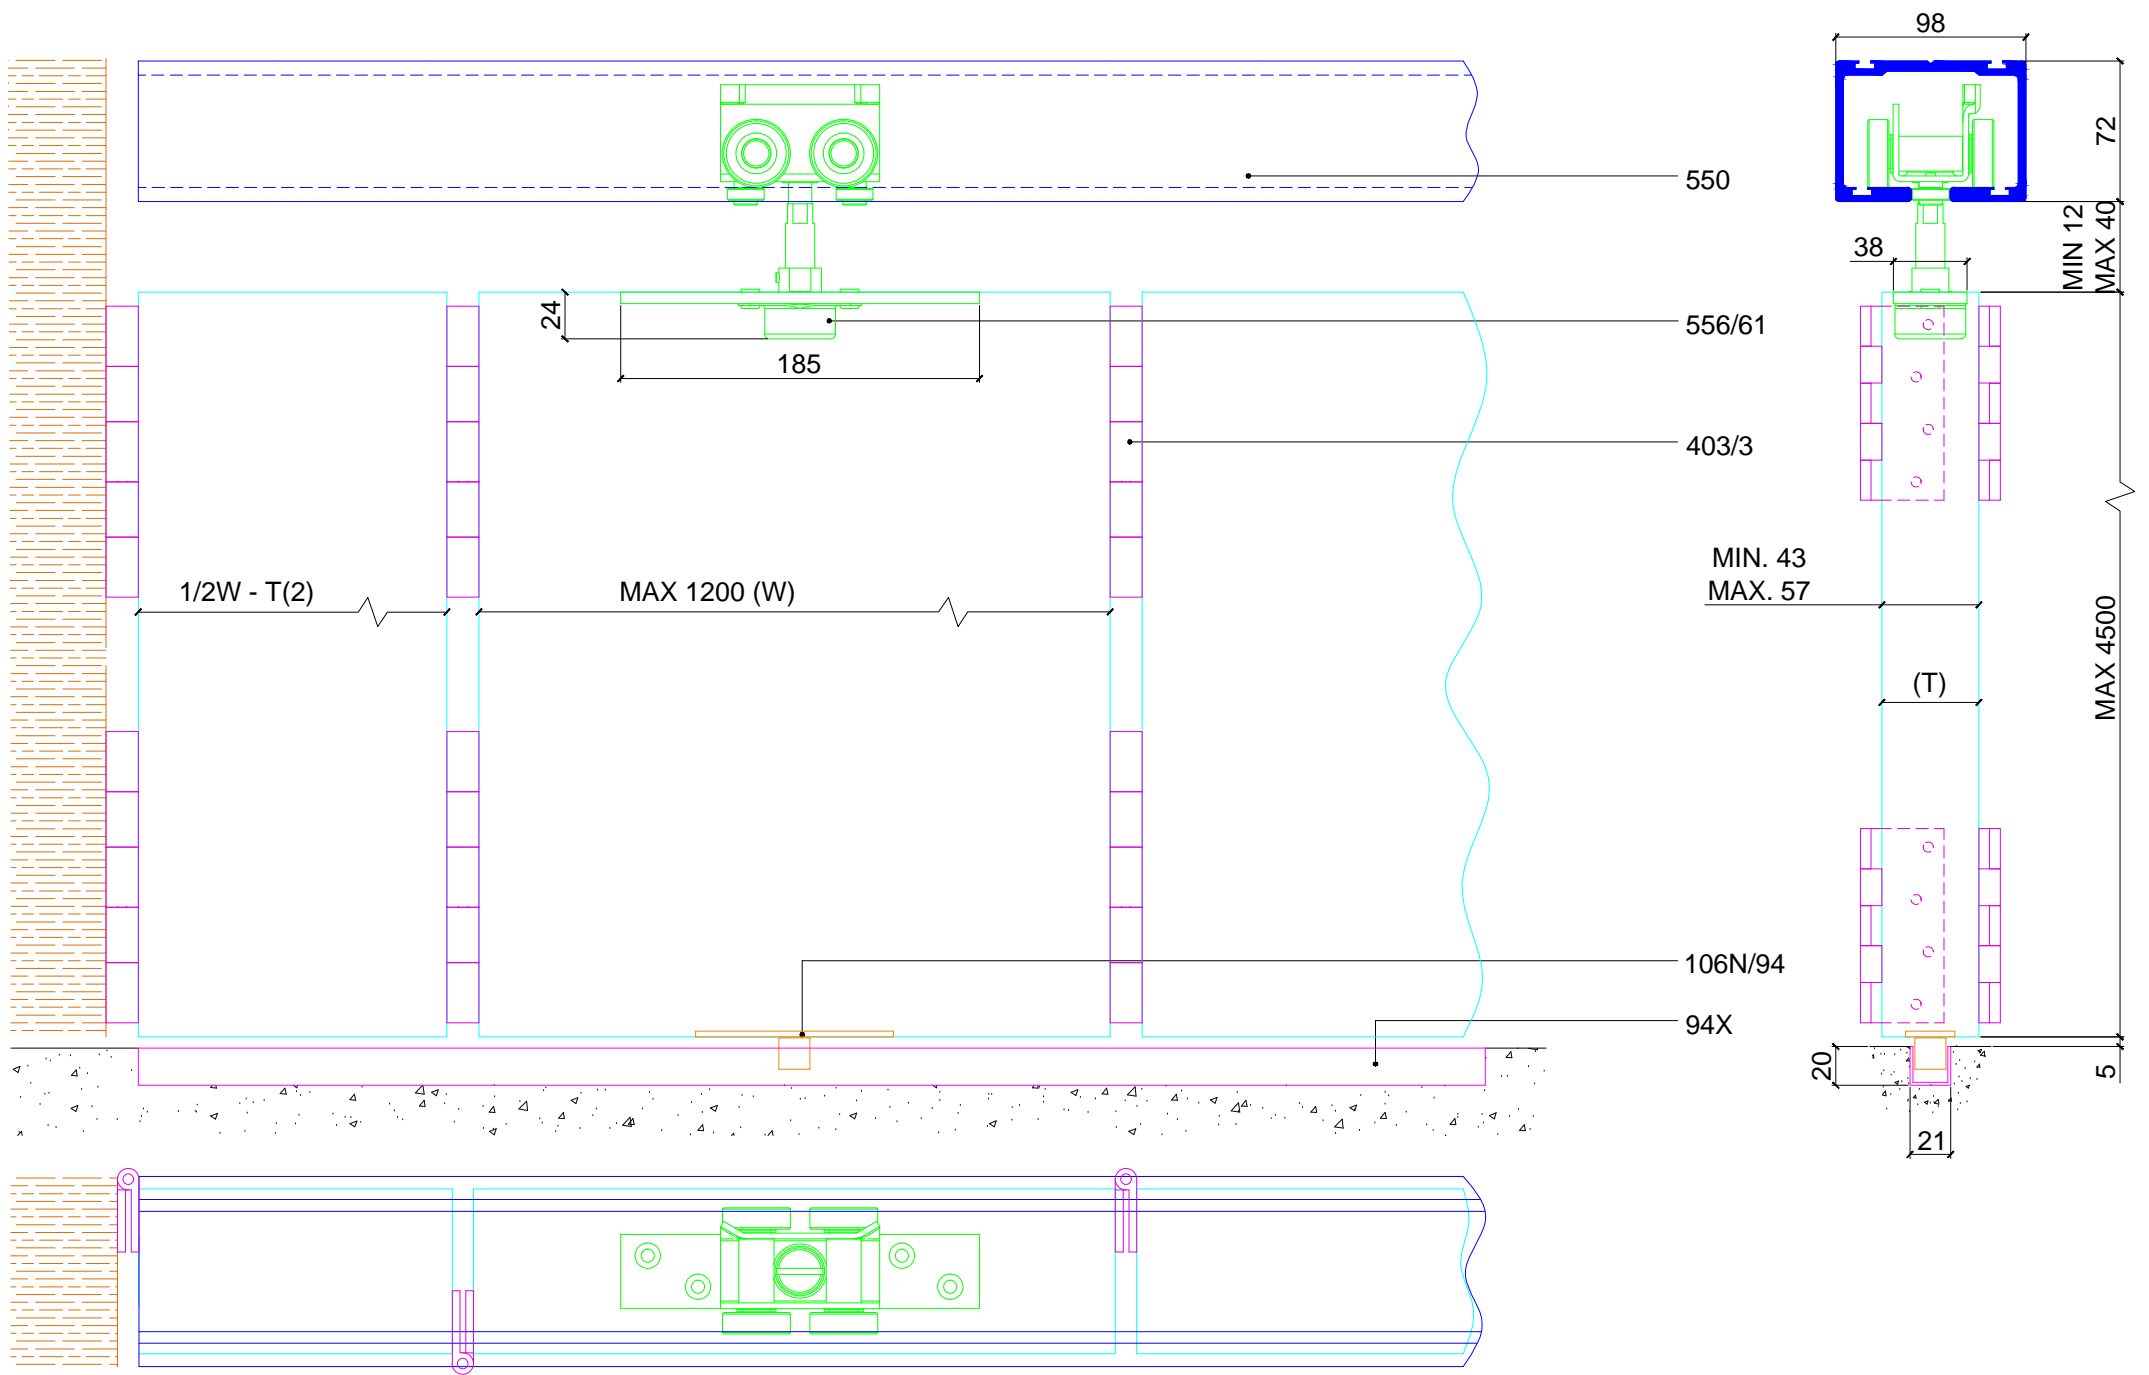 98
72
550
MIN 12
MAX 40
38
24
556/61
185
403/3
MIN. 43
MAX. 57
1/2W - T(2)
MAX 1200 (W)
MAX 4500
(T)
106N/94
94X
20
5
21